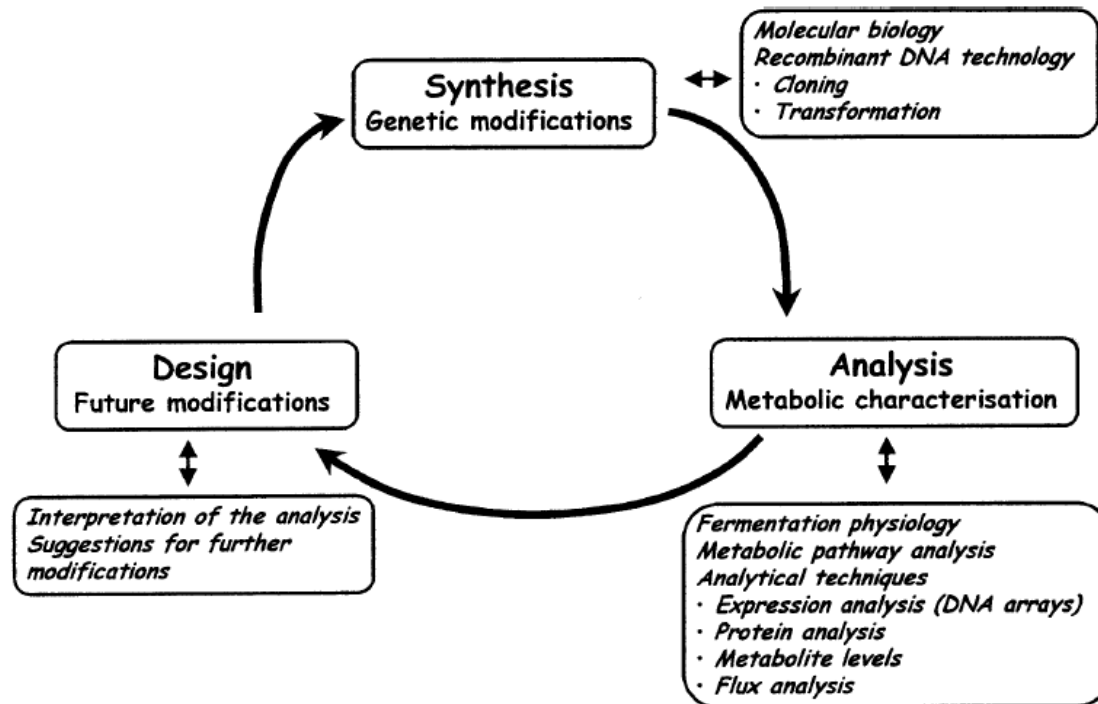 Molecular biology
Recombinant DNA technology
· Cloning
· Transformation
Synthesis
Genetic modifications
Design
Future modifications
Analysis
Metabolic characterisation
Interpretation of the analysis
Suggestions for further
modifications
Fermentation physiology
Metabolic pathway analysis
Analytical techniques
· Expression analysis (DNA arrays)
· Protein analysis
· Metabolite levels
· Flux analysis